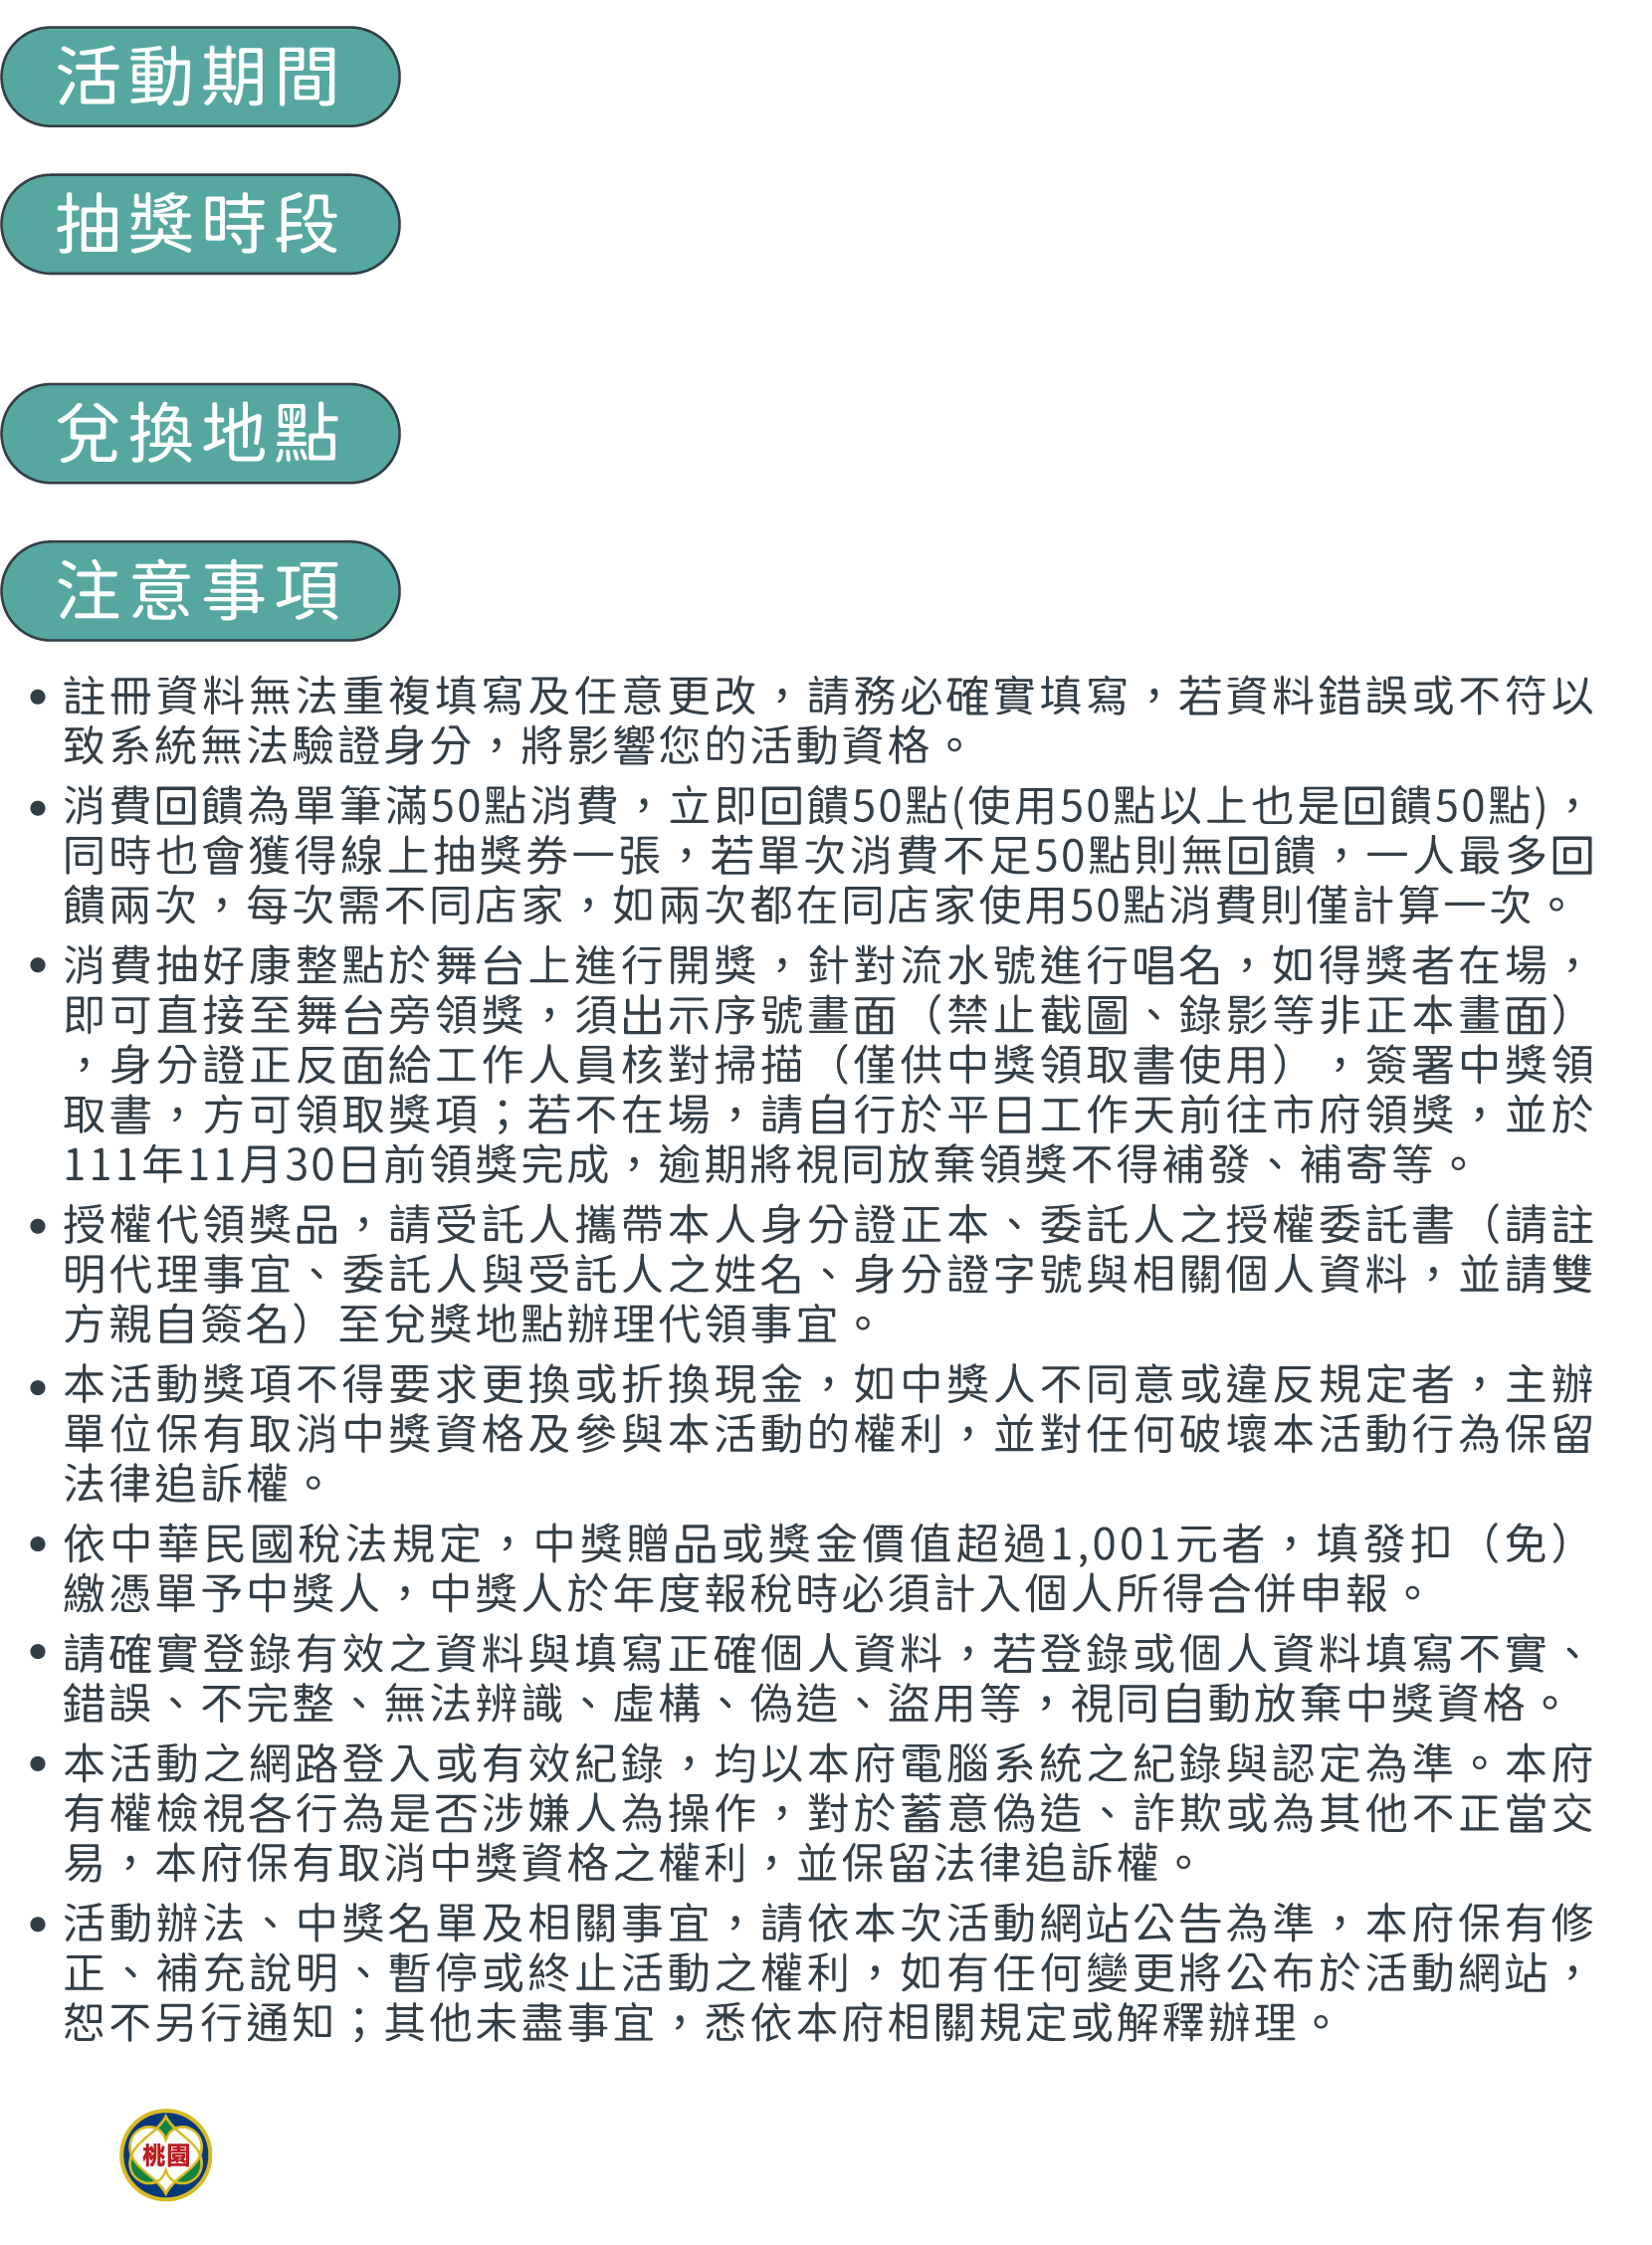 活動期間
抽獎時段
兌換地點
注意事項
• 註冊資料無法重複填寫及任意更改，請務必確實填寫，若資料錯誤或不符以
致系統無法驗證身分，將影響您的活動資格。
• 消費回饋為單筆滿50點消費，立即回饋50點(使用50點以上也是回饋50點)，
同時也會獲得線上抽獎券一張，若單次消費不足50點則無回饋，一人最多回
饋兩次，每次需不同店家，如兩次都在同店家使用50點消費則僅計算一次。
• 消費抽好康整點於舞台上進行開獎，針對流水號進行唱名，如得獎者在場，
即可直接至舞台旁領獎，須出示序號畫面（禁止截圖、錄影等非正本畫面）
，身分證正反面給工作人員核對掃描（僅供中獎領取書使用），簽署中獎領
取書，方可領取獎項；若不在場，請自行於平日工作天前往市府領獎，並於
111年11月30日前領獎完成，逾期將視同放棄領獎不得補發、補寄等。
• 授權代領獎品，請受託人攜帶本人身分證正本、委託人之授權委託書（請註
明代理事宜、委託人與受託人之姓名、身分證字號與相關個人資料，並請雙
方親自簽名）至兌獎地點辦理代領事宜。
• 本活動獎項不得要求更換或折換現金，如中獎人不同意或違反規定者，主辦
單位保有取消中獎資格及參與本活動的權利，並對任何破壞本活動行為保留
法律追訴權。
• 依中華民國稅法規定，中獎贈品或獎金價值超過1,001元者，填發扣（免）
繳憑單予中獎人，中獎人於年度報稅時必須計入個人所得合併申報。
• 請確實登錄有效之資料與填寫正確個人資料，若登錄或個人資料填寫不實、
錯誤、不完整、無法辨識、虛構、偽造、盜用等，視同自動放棄中獎資格。
• 本活動之網路登入或有效紀錄，均以本府電腦系統之紀錄與認定為準。本府
有權檢視各行為是否涉嫌人為操作，對於蓄意偽造、詐欺或為其他不正當交
易，本府保有取消中獎資格之權利，並保留法律追訴權。
• 活動辦法、中獎名單及相關事宜，請依本次活動網站公告為準，本府保有修
正、補充說明、暫停或終止活動之權利，如有任何變更將公布於活動網站，
恕不另行通知；其他未盡事宜，悉依本府相關規定或解釋辦理。
桃園